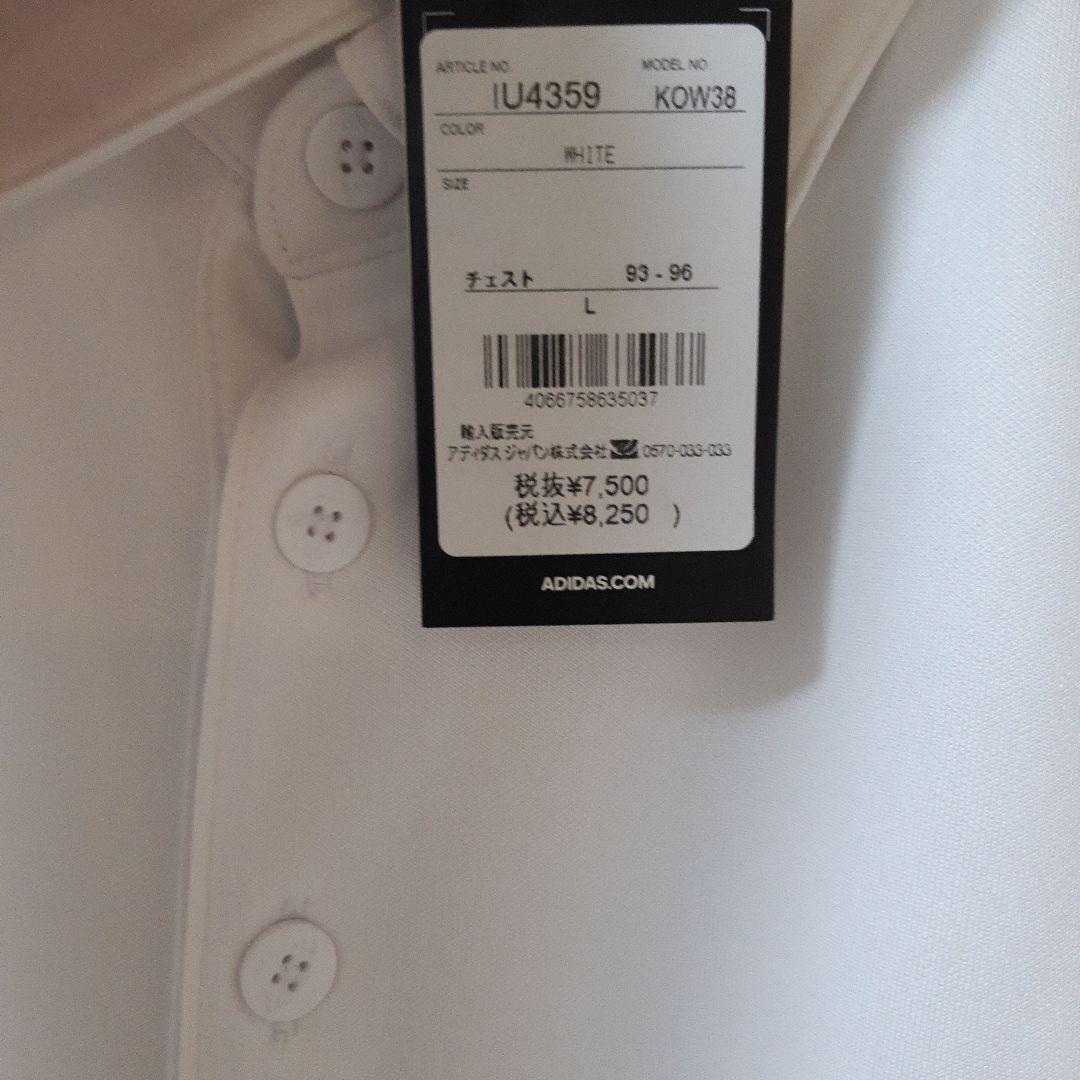 ARTICLE NO. MODEL NO.
IU4359 KOW38
COLOR
WHITE
SIZE
チェスト 93 - 96
L
4066758635037
輸入販売元
アディダス ジャパン株式会社 0570-033-033
税抜¥7,500
(税込¥8,250 )
ADIDAS.COM